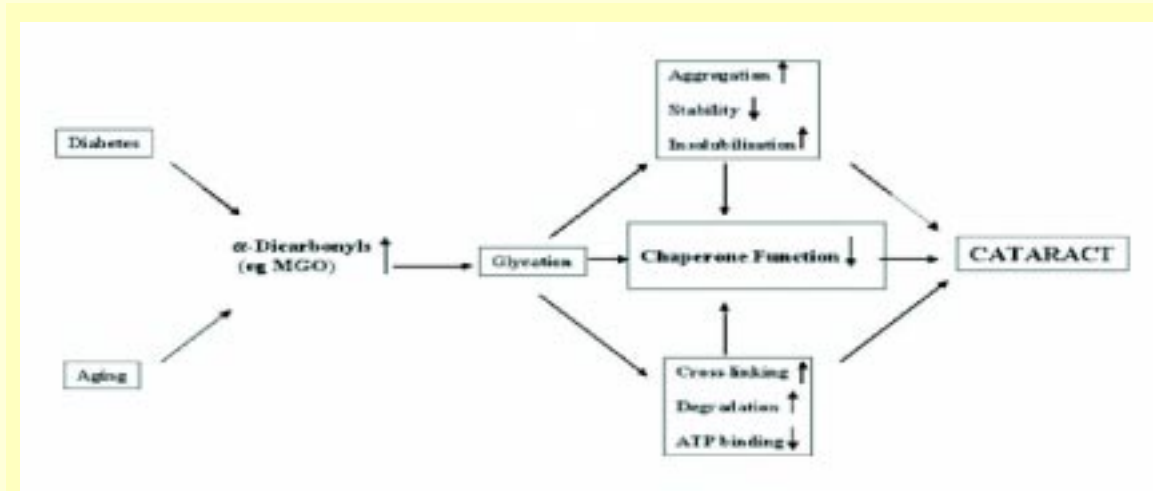 Aggregation ↑
Stability ↓
Insolubilisation ↑
Diabetes
α-Dicarbonyls ↑
(eg MGO)
Glycation
Chaperone Function ↓
CATARACT
Aging
Cross linking ↑
Degradation ↑
ATP binding ↓